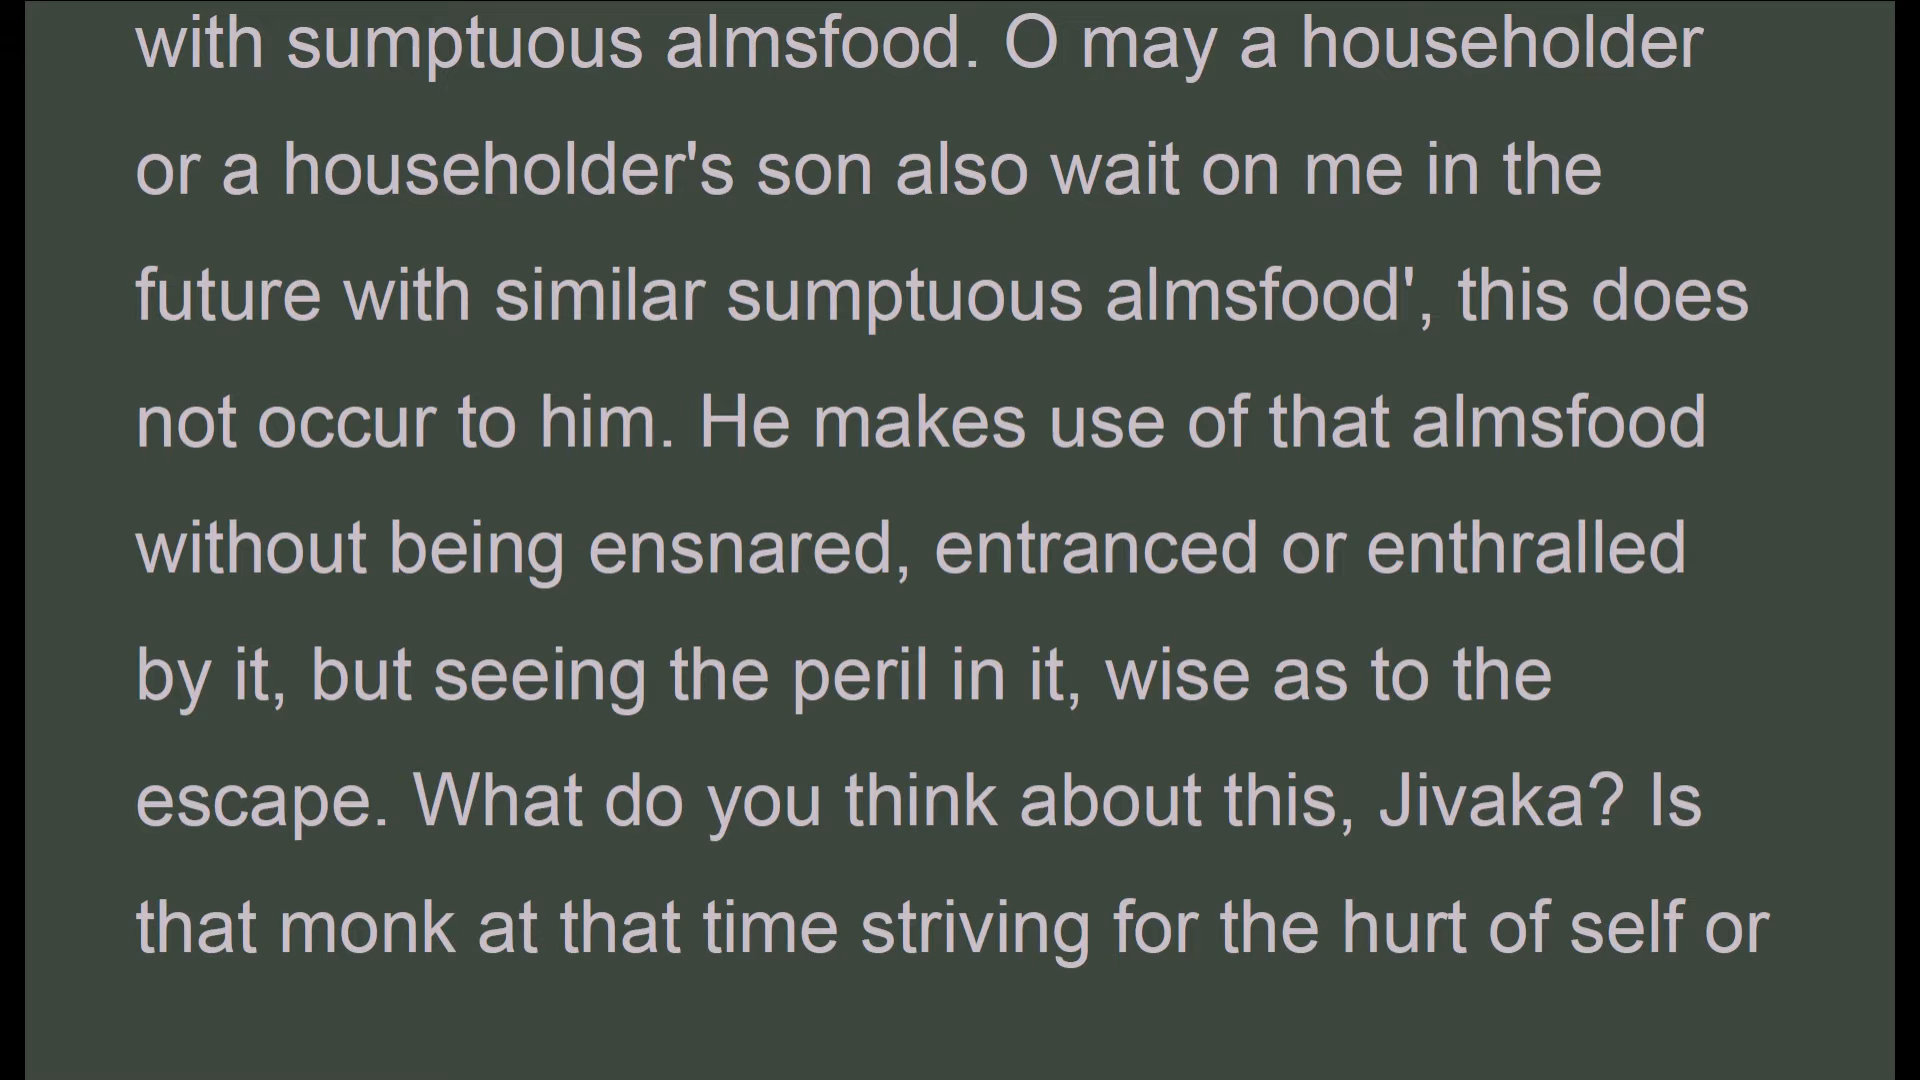 with sumptuous almsfood. O may a householder
or a householder's son also wait on me in the
future with similar sumptuous almsfood', this does
not occur to him. He makes use of that almsfood
without being ensnared, entranced or enthralled
by it, but seeing the peril in it, wise as to the
escape. What do you think about this, Jivaka? Is
that monk at that time striving for the hurt of self or